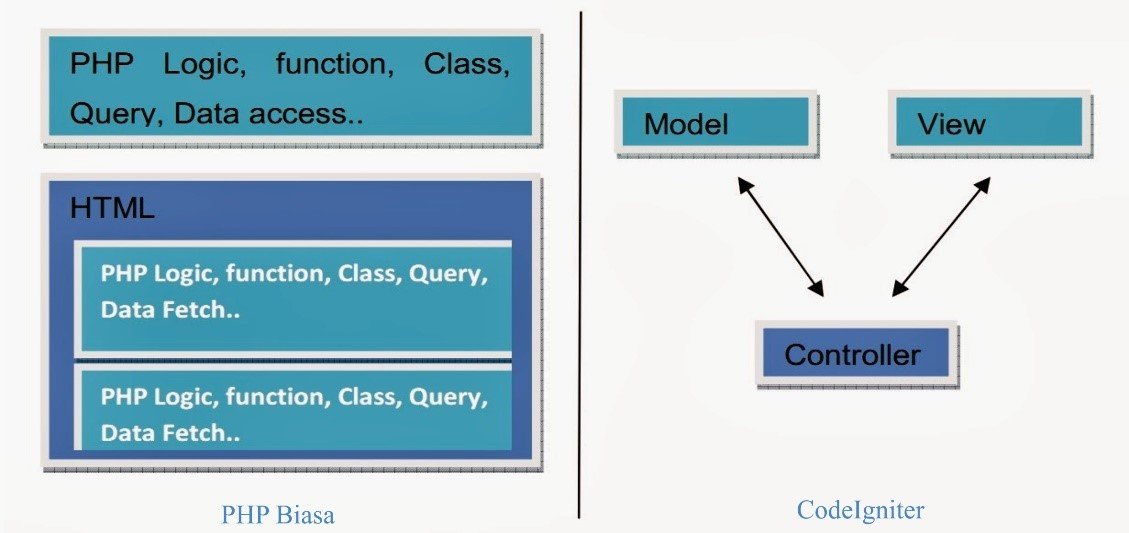 PHP Logic, function, Class,
Query, Data access..
HTML
PHP Logic, function, Class, Query,
Data Fetch..
PHP Logic, function, Class, Query,
Data Fetch..
PHP Biasa
Model
View
Controller
CodeIgniter